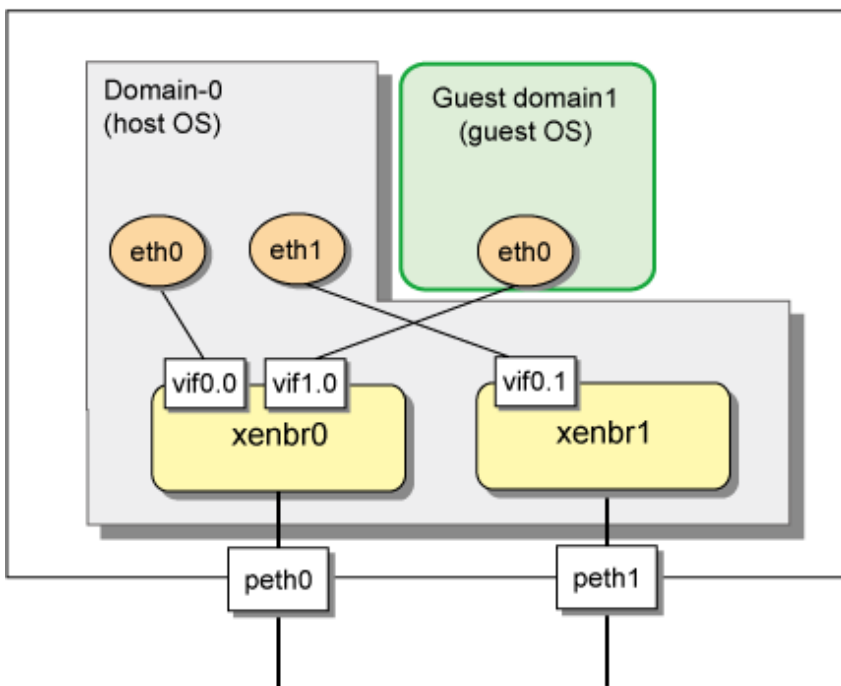 Domain-0
(host OS)
Guest domain1
(guest OS)
eth0
eth1
eth0
vif0.0
vif1.0
vif0.1
xenbr0
xenbr1
peth0
peth1